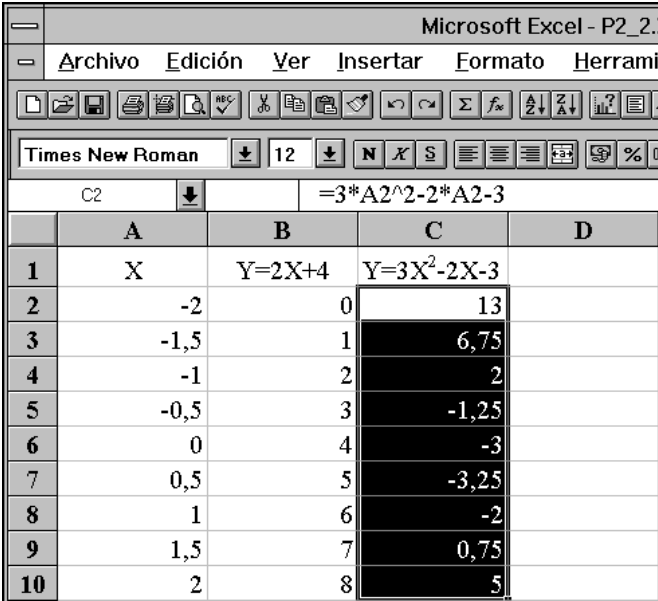 Microsoft Excel - P2_2.
Archivo Edición Ver Insertar Formato Herrami
ABC Σ fx A Z Z A ?
Times New Roman 12 N K S %
C2 =3*A2^2-2*A2-3
A B C D
1 X Y=2X+4 Y=3X²-2X-3
2 -2 0 13
3 -1,5 1 6,75
4 -1 2 2
5 -0,5 3 -1,25
6 0 4 -3
7 0,5 5 -3,25
8 1 6 -2
9 1,5 7 0,75
10 2 8 5